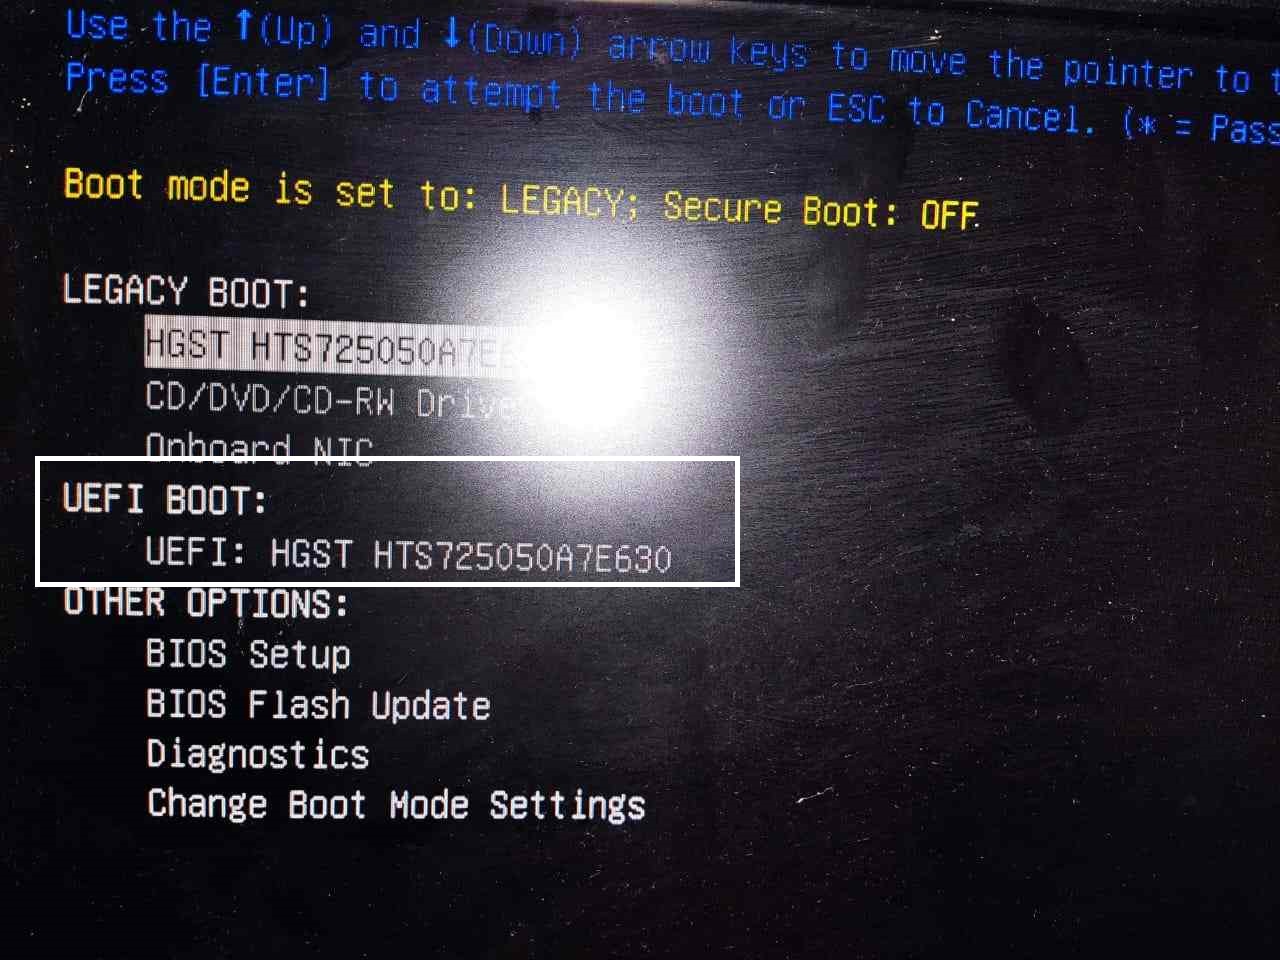 Use the ↑(Up) and ↓(Down) arrow keys to move the pointer to
Press [Enter] to attempt the boot or ESC to Cancel. (* = Pass
Boot mode is set to: LEGACY; Secure Boot: OFF
LEGACY BOOT:
HGST HTS725050A7E
CD/DVD/CD-RW Drive
Onboard NIC
UEFI BOOT:
UEFI: HGST HTS725050A7E630
OTHER OPTIONS:
BIOS Setup
BIOS Flash Update
Diagnostics
Change Boot Mode Settings